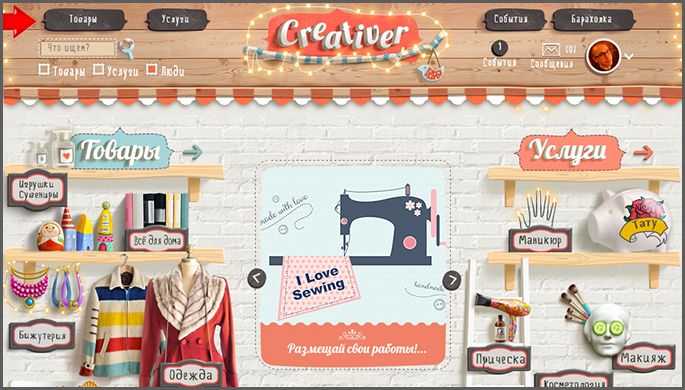 Товары
Услуги
Creativer
События
Барахолка
Что ищем?
Товары
Услуги
Люди
1
События
(0)
Сообщения
Товары
Услуги
Игрушки
Сувениры
Всё для дома
made with love
I Love
Sewing
handmade
Маникюр
Тату
Бижутерия
Одежда
Размещай свои работы!...
Прическа
Макияж
Косметология